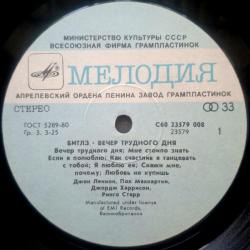 МИНИСТЕРСТВО КУЛЬТУРЫ СССР
ВСЕСОЮЗНАЯ ФИРМА ГРАМПЛАСТИНОК
МЕЛОДИЯ
АПРЕЛЕВСКИЙ ОРДЕНА ЛЕНИНА ЗАВОД ГРАМПЛАСТИНОК
СТЕРЕО 33
ГОСТ 5289-80 С60 23579 008
Гр. 3. 3-25 23579 1
БИТЛЗ - ВЕЧЕР ТРУДНОГО ДНЯ
Вечер трудного дня; Мне стоило знать
Если я полюблю; Как счастлив я танцевать
с тобой; Я люблю её; Скажи мне,
почему; Любовь не купишь
Джон Леннон, Пол Маккартни,
Джордж Харрисон,
Ринго Старр
Manufactured under license
of EMI Records,
Великобритания